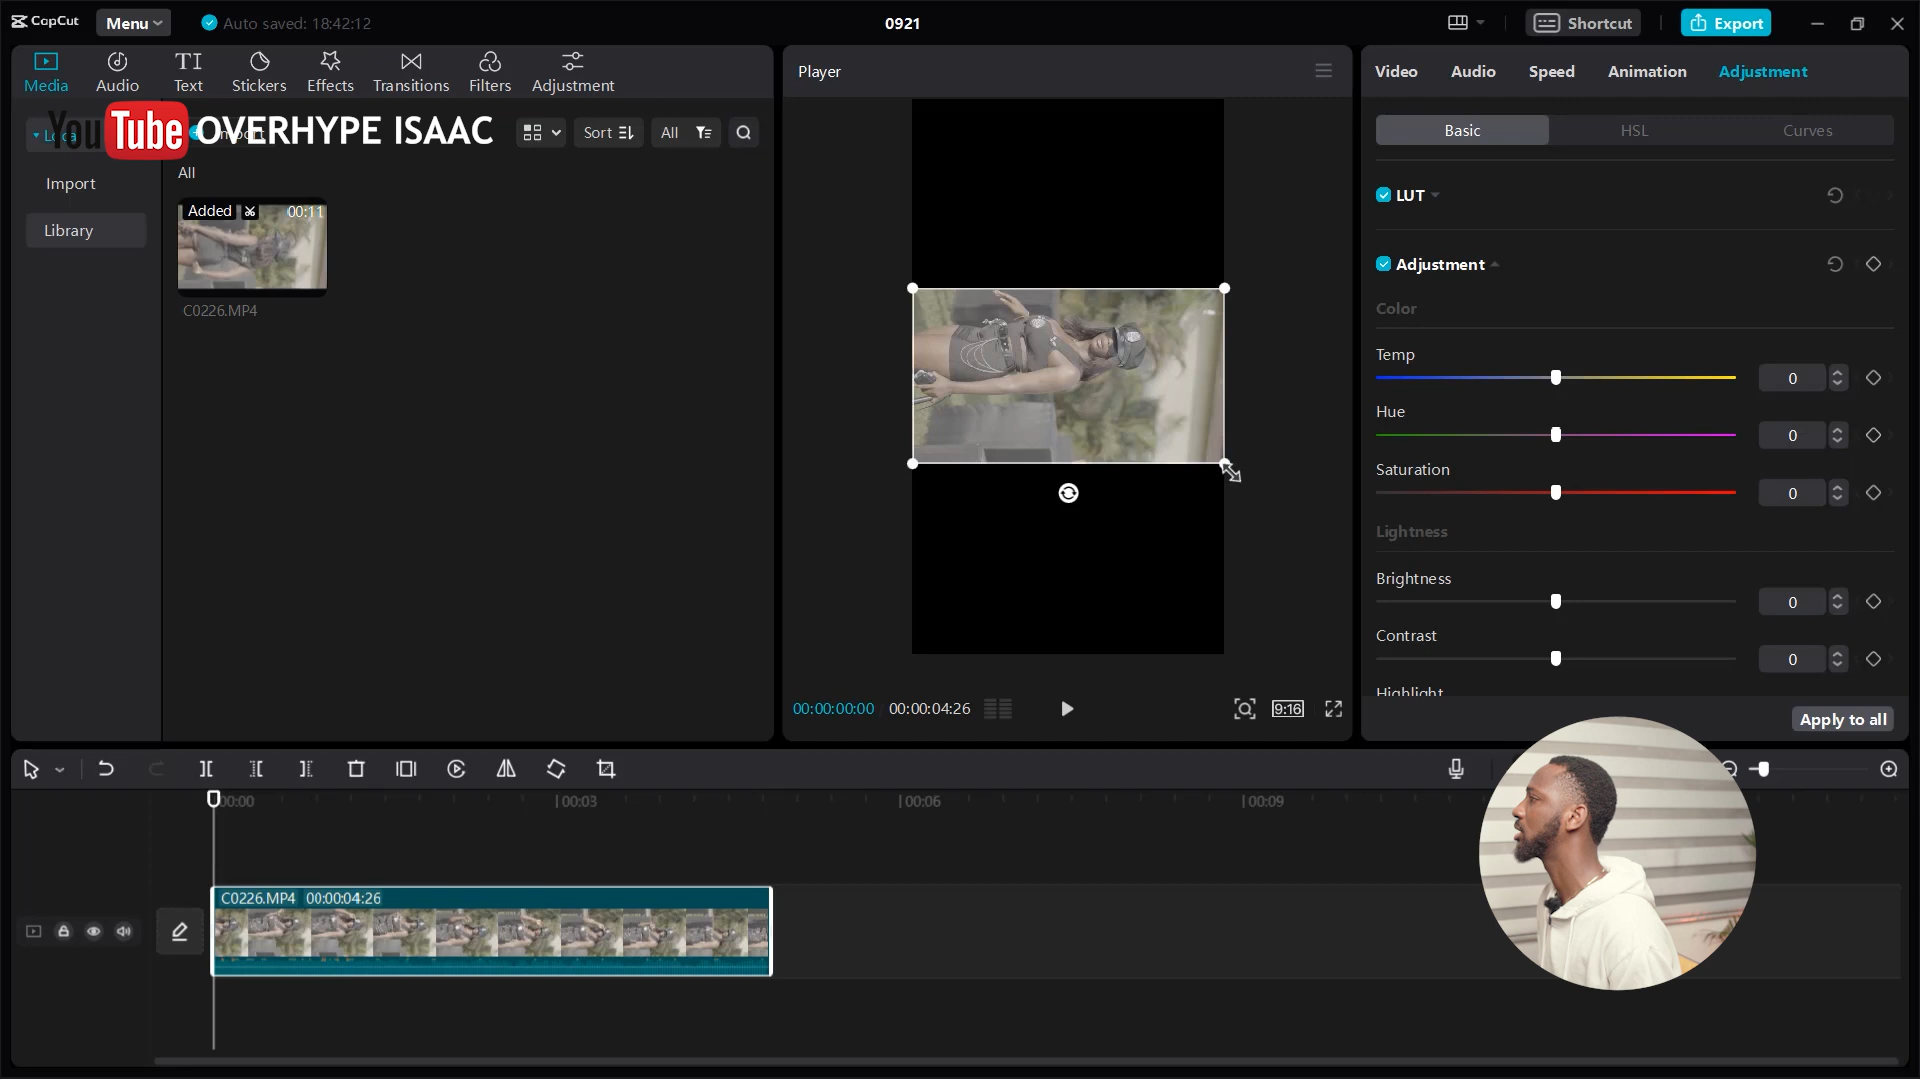 CapCut
Menu
Auto saved: 18:42:12
0921
Shortcut
Export
Media
Audio
Text
Stickers
Effects
Transitions
Filters
Adjustment
YouTube OVERHYPE ISAAC
Sort
All
Import
Library
All
Added
00:11
C0226.MP4
Player
00:00:00:00
00:00:04:26
9:16
Video
Audio
Speed
Animation
Adjustment
Basic
HSL
Curves
LUT
Adjustment
Color
Temp
0
Hue
0
Saturation
0
Lightness
Brightness
0
Contrast
0
Highlight
Apply to all
00:00
00:03
00:06
00:09
C0226.MP4 00:00:04:26